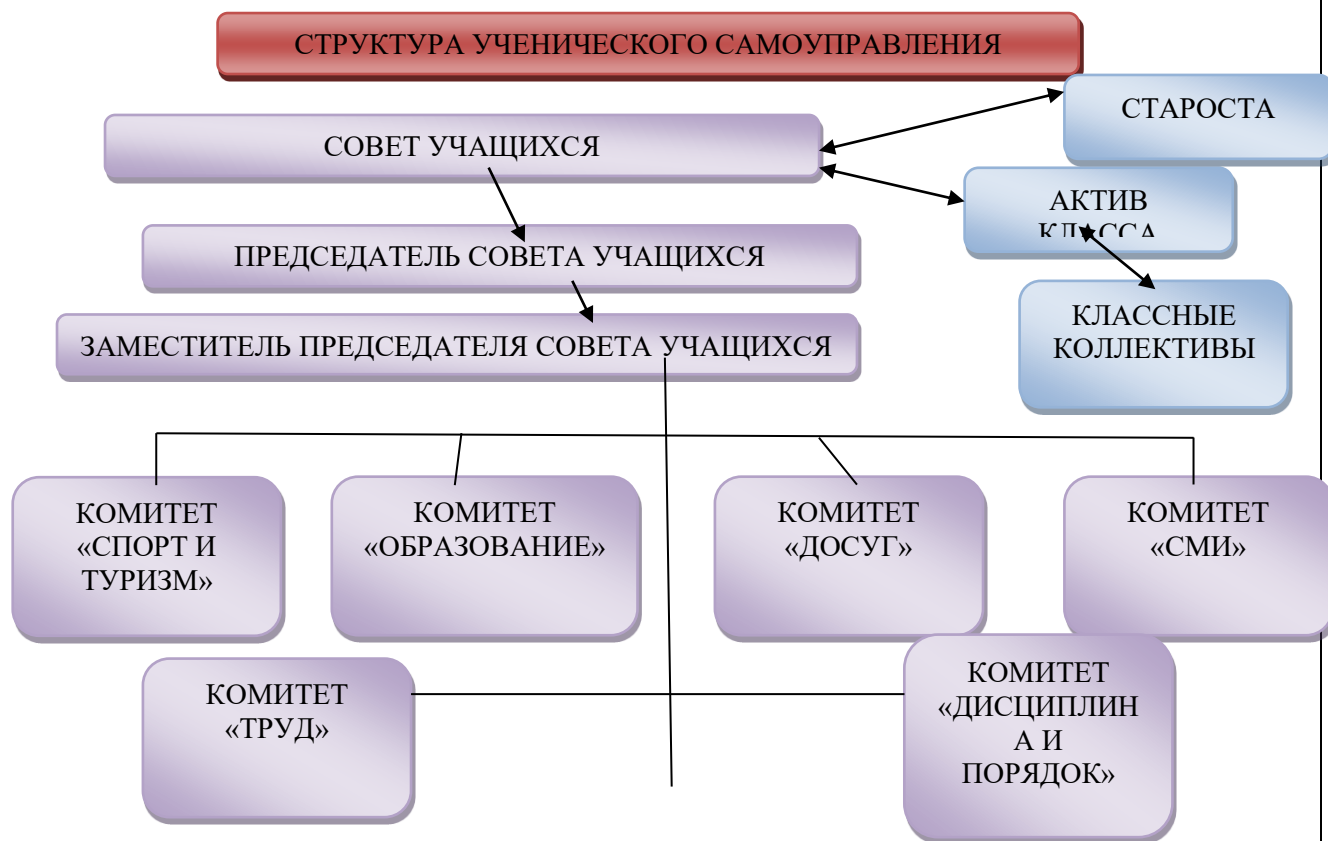 СТРУКТУРА УЧЕНИЧЕСКОГО САМОУПРАВЛЕНИЯ
СТАРОСТА
СОВЕТ УЧАЩИХСЯ
АКТИВ
КЛАССА
ПРЕДСЕДАТЕЛЬ СОВЕТА УЧАЩИХСЯ
КЛАССНЫЕ
КОЛЛЕКТИВЫ
ЗАМЕСТИТЕЛЬ ПРЕДСЕДАТЕЛЯ СОВЕТА УЧАЩИХСЯ
КОМИТЕТ
«СПОРТ И
ТУРИЗМ»
КОМИТЕТ
«ОБРАЗОВАНИЕ»
КОМИТЕТ
«ДОСУГ»
КОМИТЕТ
«СМИ»
КОМИТЕТ
«ТРУД»
КОМИТЕТ
«ДИСЦИПЛИН
А И
ПОРЯДОК»